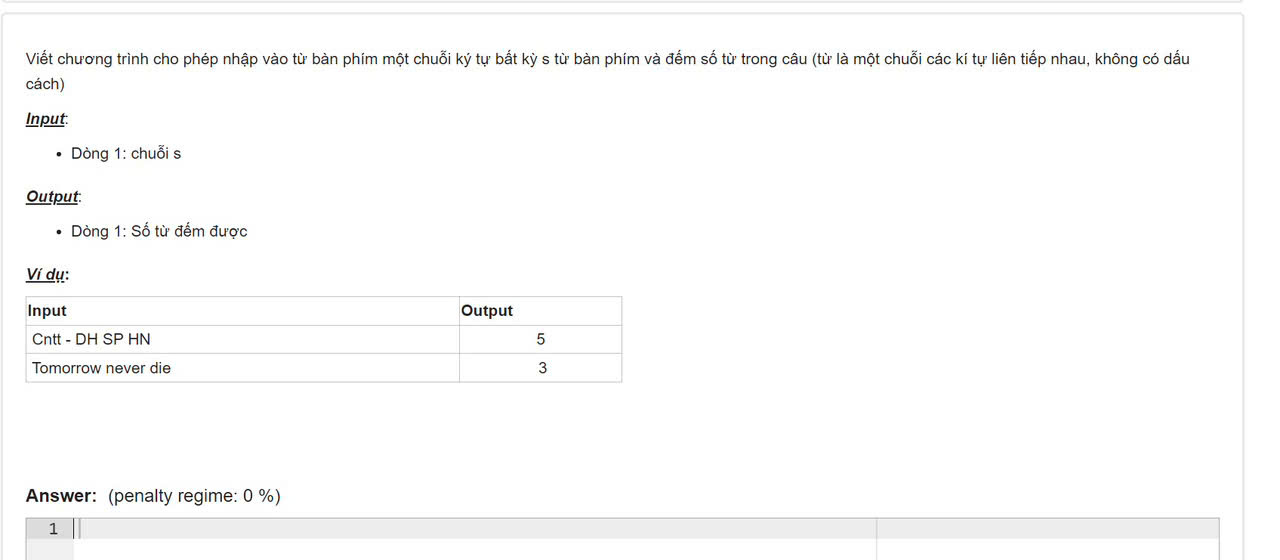 Viết chương trình cho phép nhập vào từ bàn phím một chuỗi ký tự bất kỳ s từ bàn phím và đếm số từ trong câu (từ là một chuỗi các kí tự liên tiếp nhau, không có dấu
cách)
Input:
• Dòng 1: chuỗi s
Output:
• Dòng 1: Số từ đếm được
Ví dụ:
Input Output
Cntt - DH SP HN 5
Tomorrow never die 3
Answer: (penalty regime: 0 %)
1